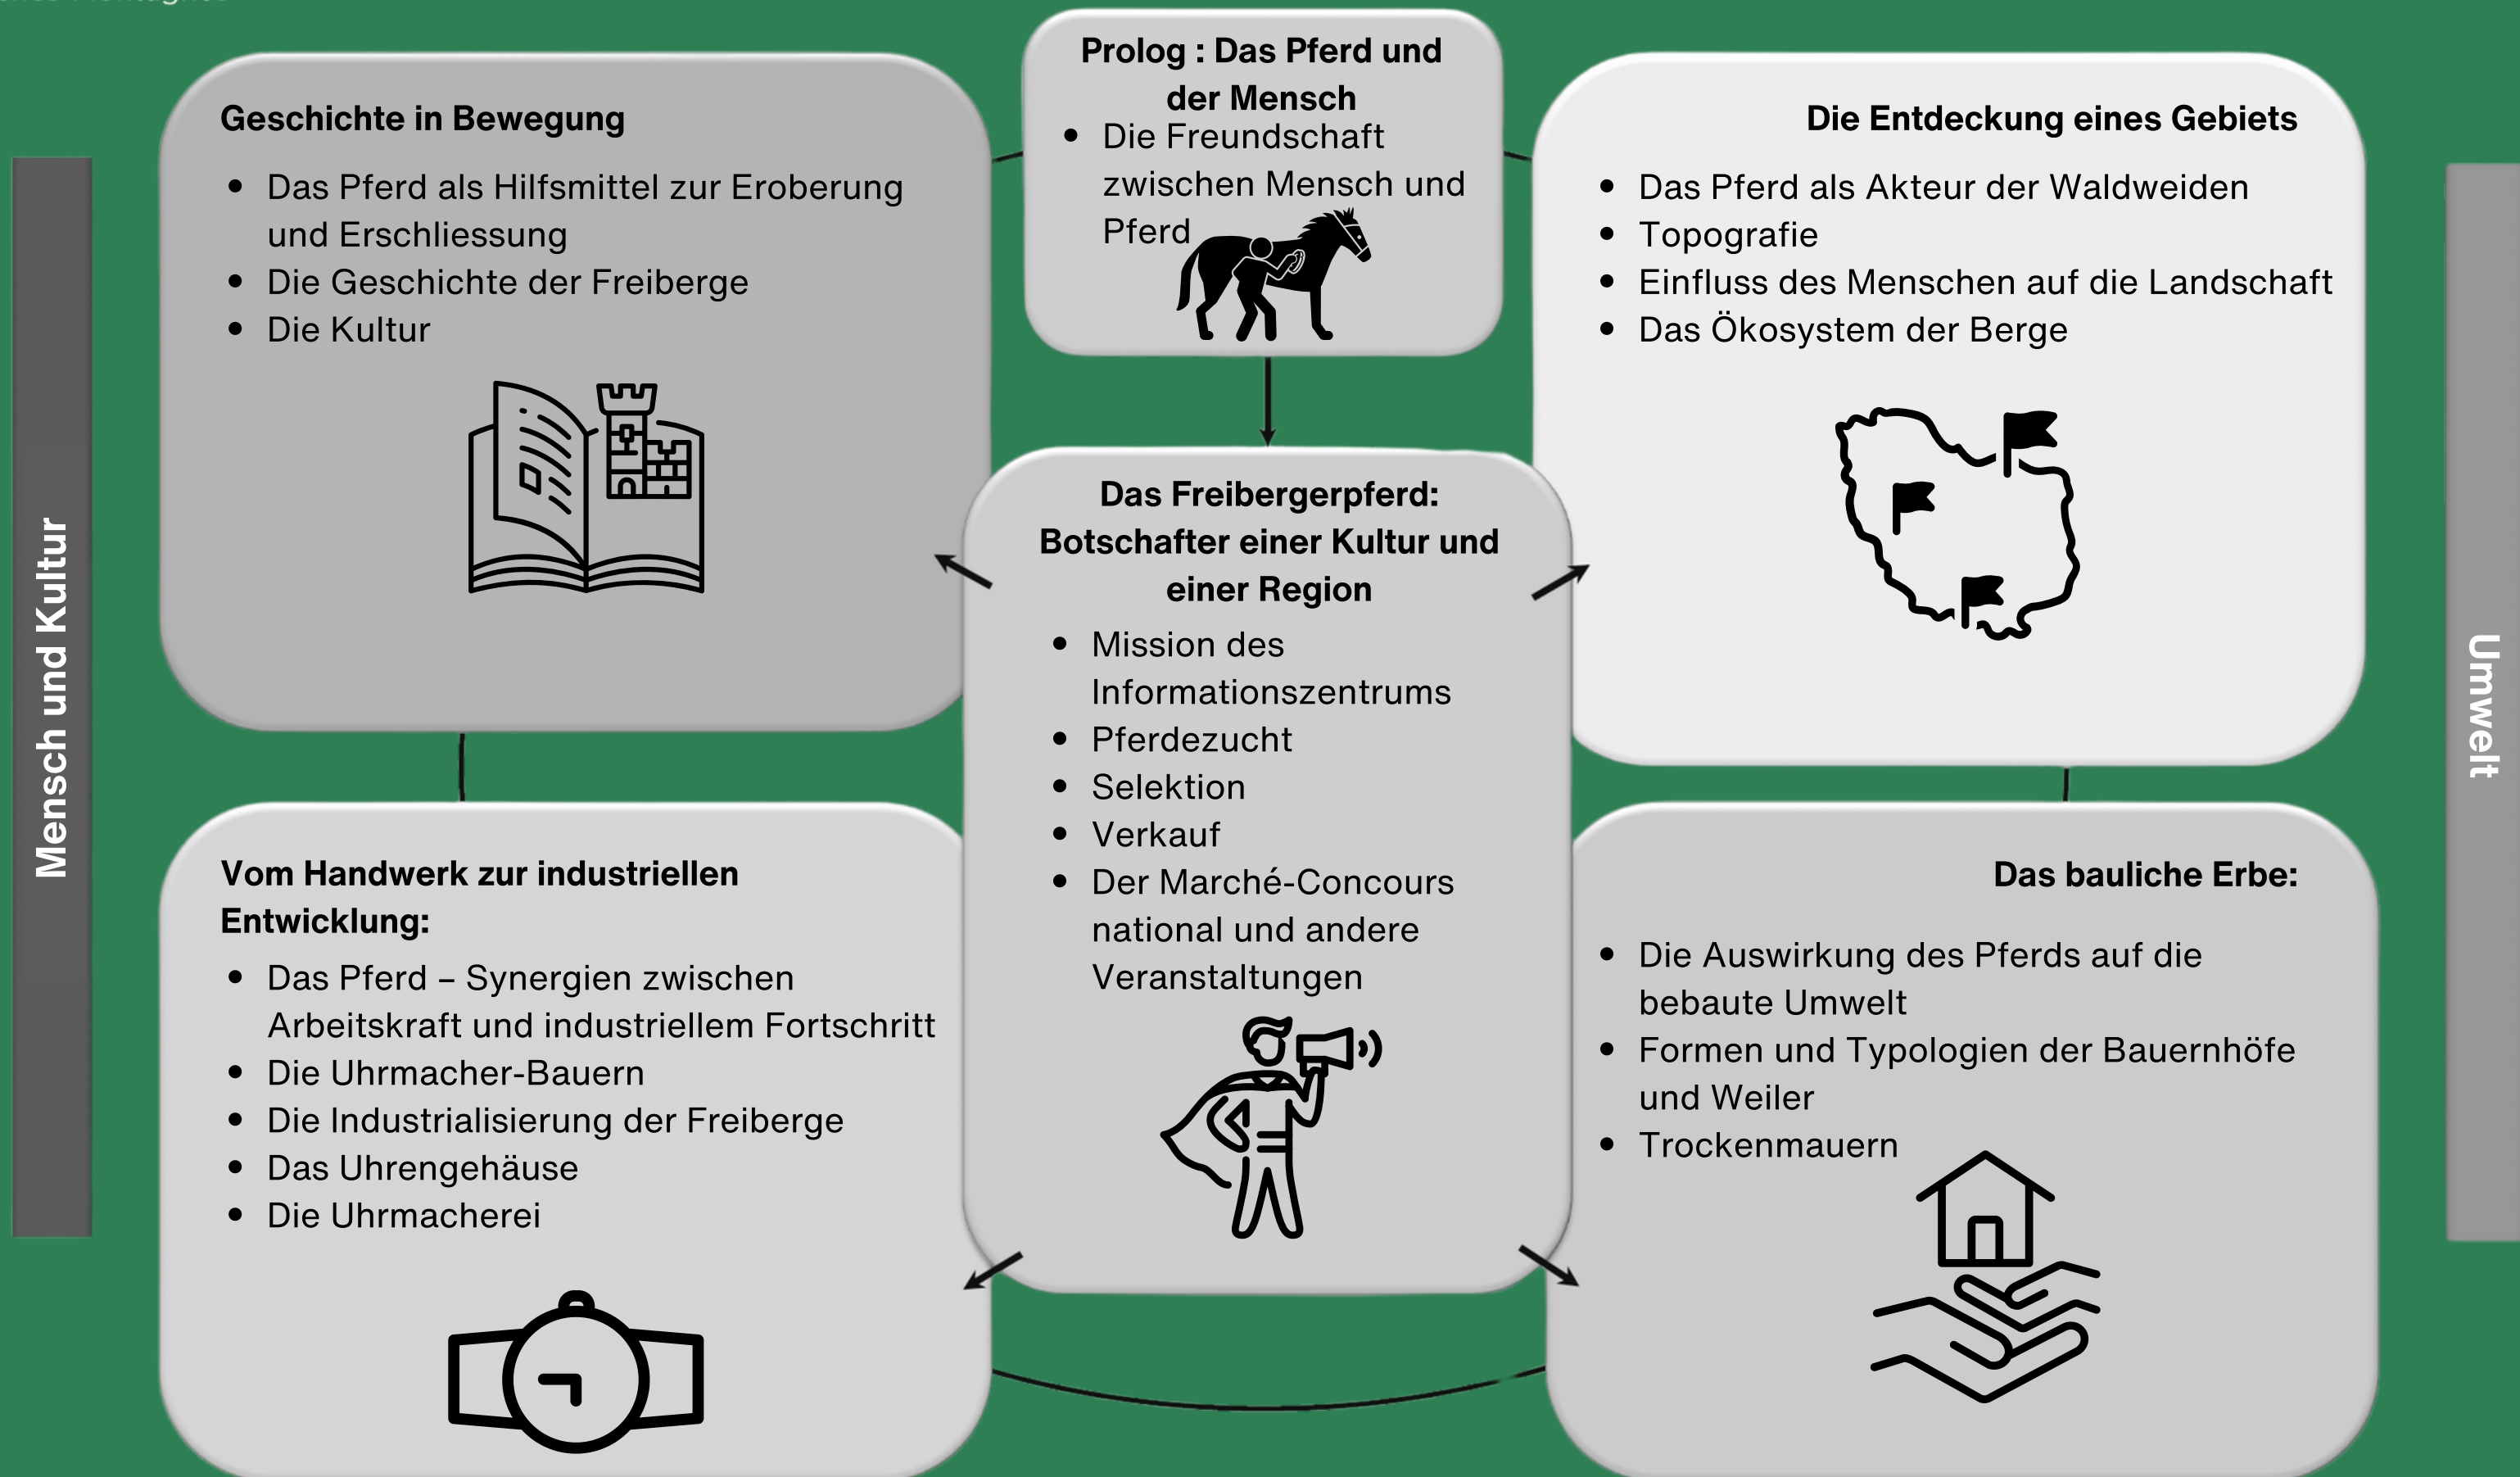 Mensch und Kultur
Geschichte in Bewegung
• Das Pferd als Hilfsmittel zur Eroberung
und Erschliessung
• Die Geschichte der Freiberge
• Die Kultur
Prolog : Das Pferd und
der Mensch
• Die Freundschaft
zwischen Mensch und
Pferd
Die Entdeckung eines Gebiets
• Das Pferd als Akteur der Waldweiden
• Topografie
• Einfluss des Menschen auf die Landschaft
• Das Ökosystem der Berge
Das Freibergerpferd:
Botschafter einer Kultur und
einer Region
• Mission des
Informationszentrums
• Pferdezucht
• Selektion
• Verkauf
• Der Marché-Concours
national und andere
Veranstaltungen
Vom Handwerk zur industriellen
Entwicklung:
• Das Pferd – Synergien zwischen
Arbeitskraft und industriellem Fortschritt
• Die Uhrmacher-Bauern
• Die Industrialisierung der Freiberge
• Das Uhrengehäuse
• Die Uhrmacherei
Das bauliche Erbe:
• Die Auswirkung des Pferds auf die
bebaute Umwelt
• Formen und Typologien der Bauernhöfe
und Weiler
• Trockenmauern
Umwelt